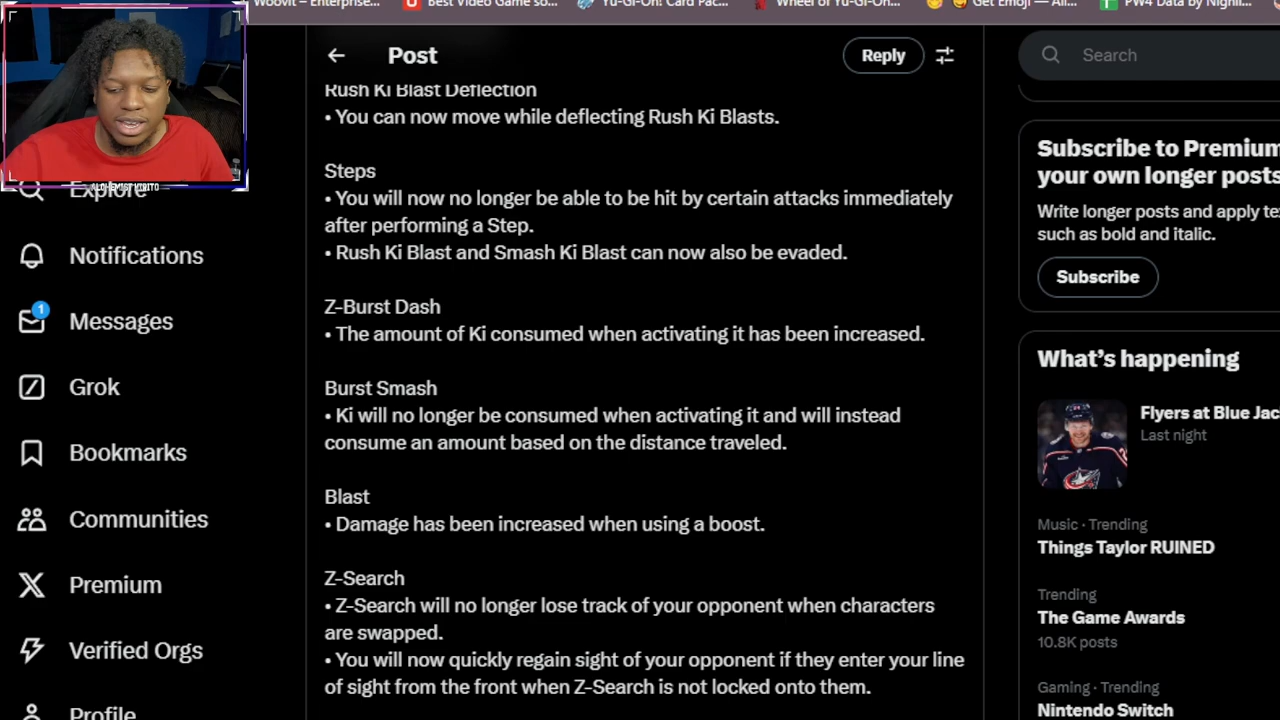 Woovit – Enterprise...
Best Video Game so...
Yu-Gi-Oh! Card Pac...
Wheel of Yu-Gi-Oh...
Get Emoji — All...
PW4 Data by Nighli...
Post
Reply
Search
Rush Ki Blast Deflection
• You can now move while deflecting Rush Ki Blasts.
Steps
• You will now no longer be able to be hit by certain attacks immediately
after performing a Step.
• Rush Ki Blast and Smash Ki Blast can now also be evaded.
Z-Burst Dash
• The amount of Ki consumed when activating it has been increased.
Burst Smash
• Ki will no longer be consumed when activating it and will instead
consume an amount based on the distance traveled.
Blast
• Damage has been increased when using a boost.
Z-Search
• Z-Search will no longer lose track of your opponent when characters
are swapped.
• You will now quickly regain sight of your opponent if they enter your line
of sight from the front when Z-Search is not locked onto them.
ALCHEMIST KIRITO
Explore
Notifications
1
Messages
Grok
Bookmarks
Communities
Premium
Verified Orgs
Profile
Subscribe to Premium
your own longer posts
Write longer posts and apply te
such as bold and italic.
Subscribe
What's happening
Flyers at Blue Jac
Last night
Music · Trending
Things Taylor RUINED
Trending
The Game Awards
10.8K posts
Gaming · Trending
Nintendo Switch